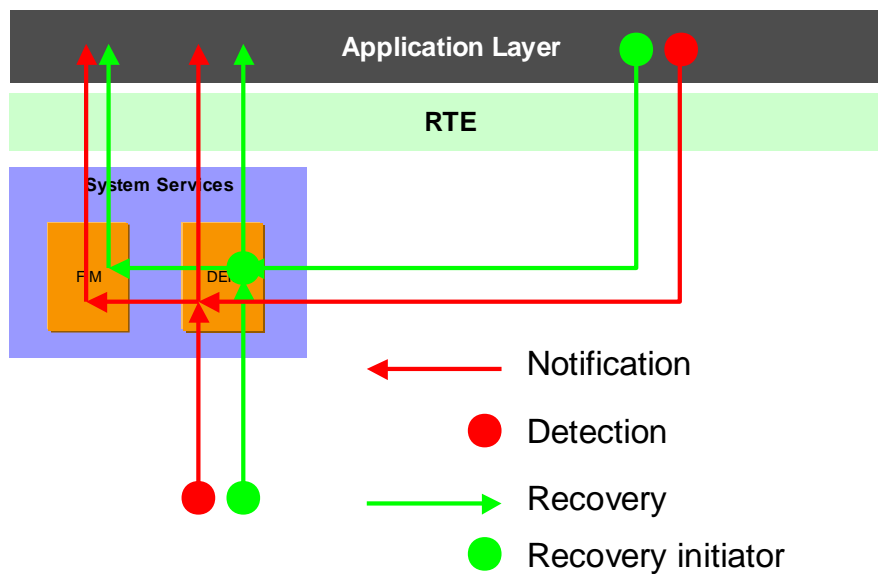 Application Layer
RTE
System Services
Notification
Detection
Recovery
Recovery initiator